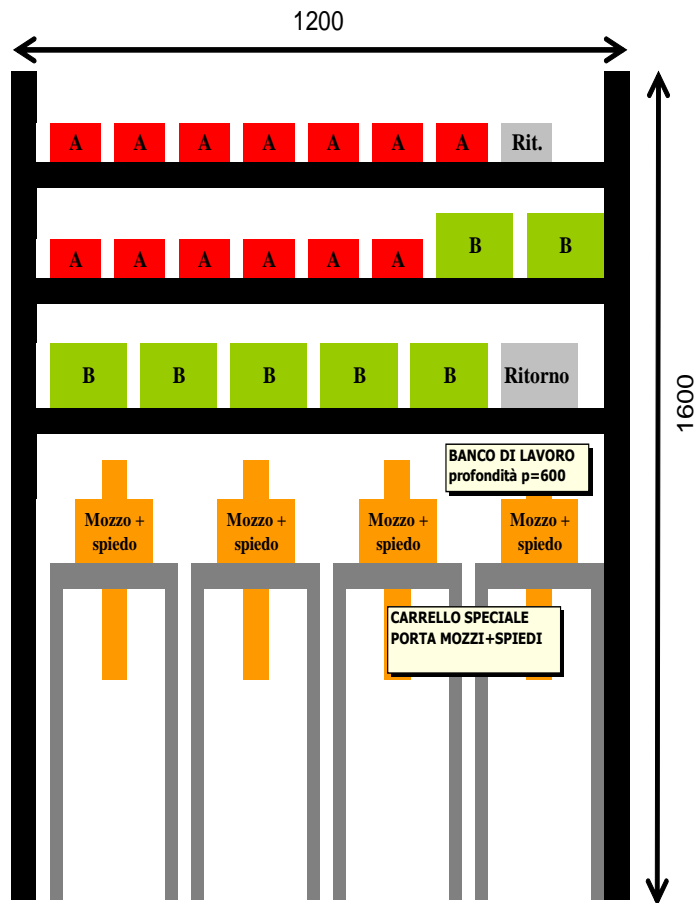 1200
A A A A A A A Rit.
A A A A A A B B
B B B B B Ritorno
1600
BANCO DI LAVORO
profondità p=600
Mozzo + Mozzo + Mozzo + Mozzo +
spiedo spiedo spiedo spiedo
CARRELLO SPECIALE
PORTA MOZZI+SPIEDI